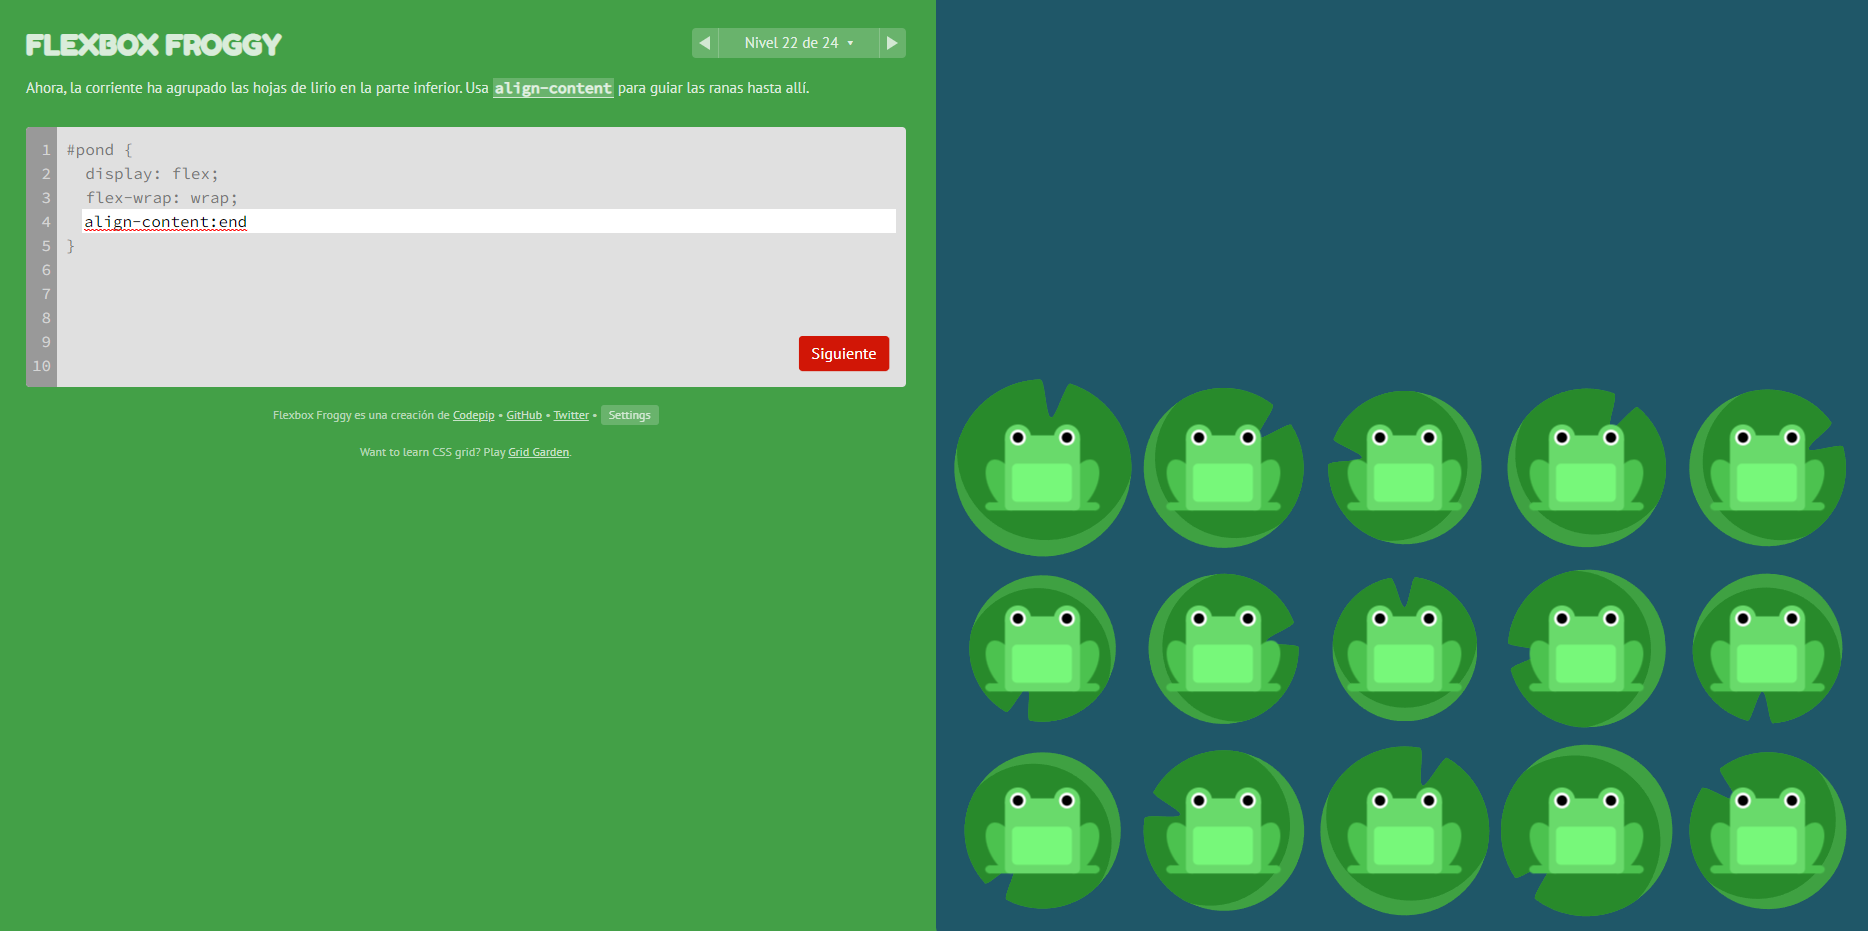 FLEXBOX FROGGY
Nivel 22 de 24
Ahora, la corriente ha agrupado las hojas de lirio en la parte inferior. Usa align-content para guiar las ranas hasta allí.
1 #pond {
2 display: flex;
3 flex-wrap: wrap;
4 align-content:end
5 }
6
7
8
9
10
Siguiente
Flexbox Froggy es una creación de Codepip • GitHub • Twitter • Settings
Want to learn CSS grid? Play Grid Garden.